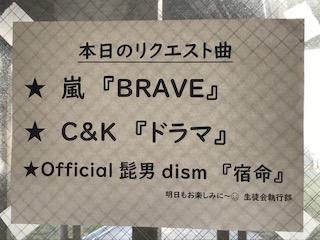 本日のリクエスト曲
★ 嵐 『BRAVE』
★ C&K 『ドラマ』
★Official 髭男 dism 『宿命』
明日もお楽しみに〜☺ 生徒会執行部